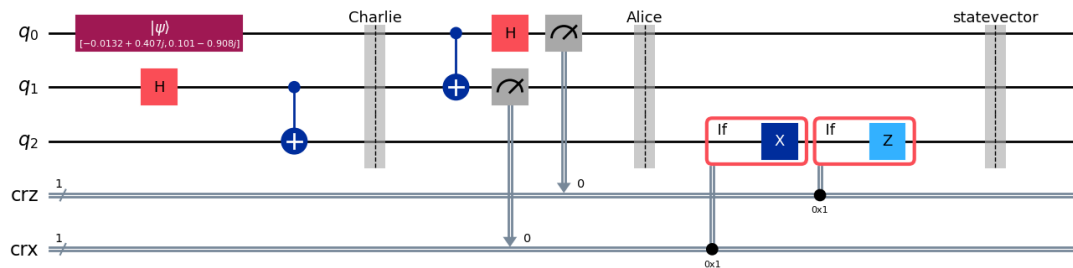 Charlie
Alice
statevector
q0
|ψ⟩
[−0.0132 + 0.407j, 0.101 − 0.908j]
H
q1
H
q2
If
X
If
Z
crz
1
0
0x1
crx
1
0
0x1